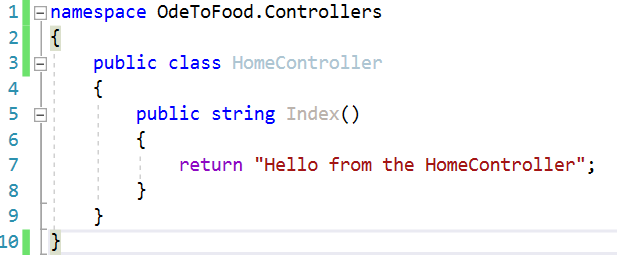 1 namespace OdeToFood.Controllers
2 {
3     public class HomeController
4     {
5         public string Index()
6         {
7             return "Hello from the HomeController";
8         }
9     }
10 }